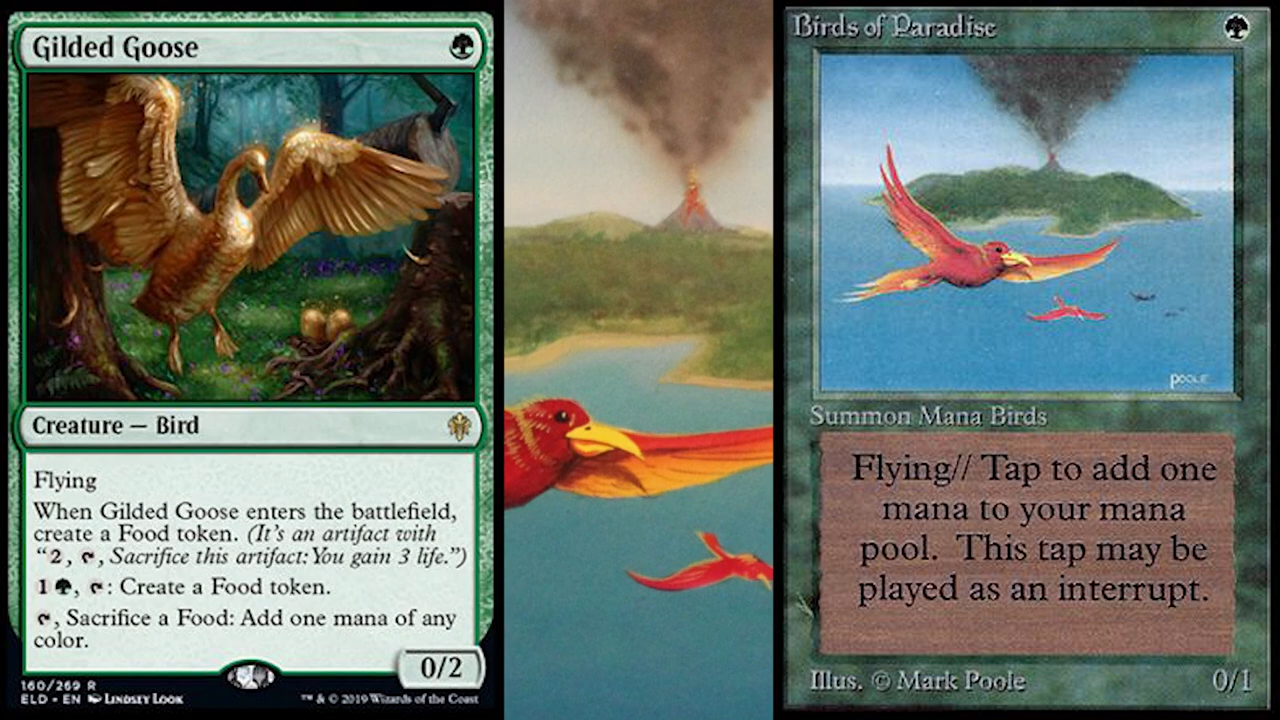 Gilded Goose
Creature — Bird
Flying
When Gilded Goose enters the battlefield,
create a Food token. (It's an artifact with
“2, , Sacrifice this artifact: You gain 3 life.”)
1 , : Create a Food token.
, Sacrifice a Food: Add one mana of any
color.
0/2
160/269 R
ELD • EN LINDSEY LOOK
™ & © 2019 Wizards of the Coast
Birds of Paradise
POOLE
Summon Mana Birds
Flying// Tap to add one
mana to your mana
pool. This tap may be
played as an interrupt.
Illus. © Mark Poole
0/1